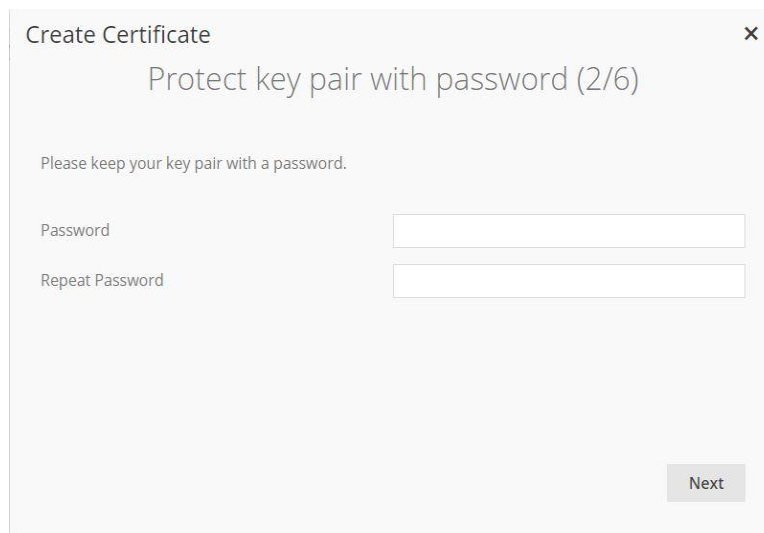 Create Certificate
Protect key pair with password (2/6)
Please keep your key pair with a password.
Password
Repeat Password
Next